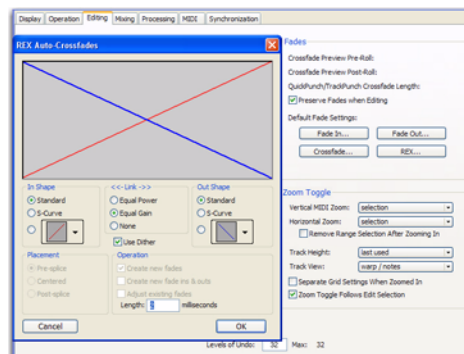 Display Operation Editing Mixing Processing MIDI Synchronization
REX Auto-Crossfades
In Shape
Standard
S-Curve
<<-Link ->>
Equal Power
Equal Gain
None
Use Dither
Out Shape
Standard
S-Curve
Placement
Pre-splice
Centered
Post-splice
Operation
Create new fades
Create new fade ins & outs
Adjust existing fades
Length: milliseconds
Cancel OK
Fades
Crossfade Preview Pre-Roll:
Crossfade Preview Post-Roll:
QuickPunch/TrackPunch Crossfade Length:
Preserve Fades when Editing
Default Fade Settings:
Fade In... Fade Out...
Crossfade... REX...
Zoom Toggle
Vertical MIDI Zoom: selection
Horizontal Zoom: selection
Remove Range Selection After Zooming In
Track Height: last used
Track View: warp / notes
Separate Grid Settings When Zoomed In
Zoom Toggle Follows Edit Selection
Levels of Undo: 32 Max: 32